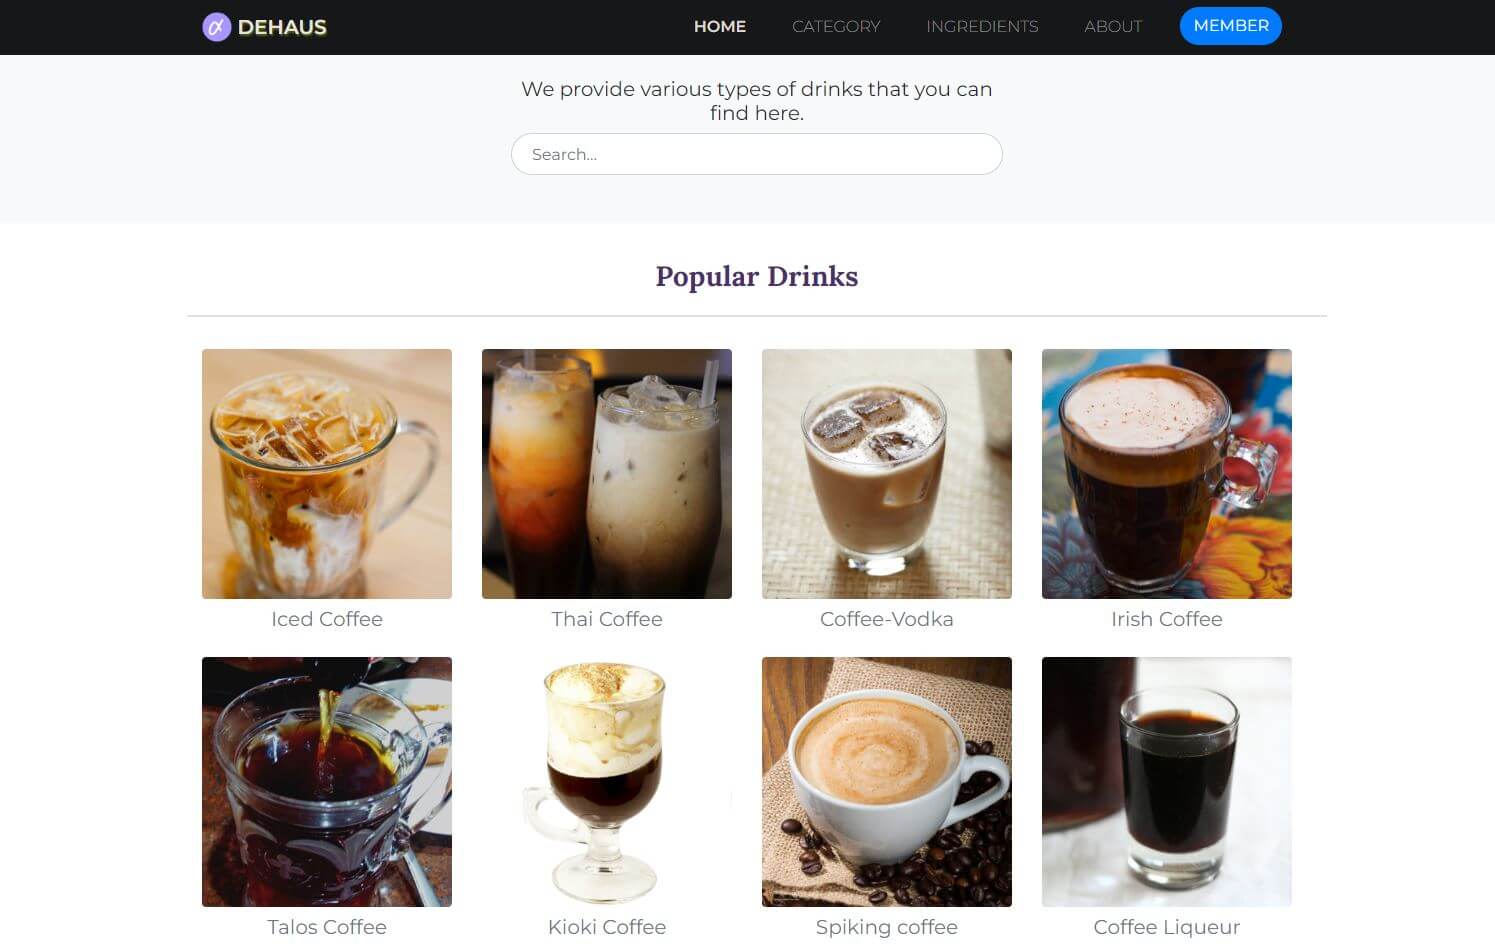 DEHAUS
HOME
CATEGORY
INGREDIENTS
ABOUT
MEMBER
We provide various types of drinks that you can
find here.
Search...
Popular Drinks
Iced Coffee
Thai Coffee
Coffee-Vodka
Irish Coffee
Talos Coffee
Kioki Coffee
Spiking coffee
Coffee Liqueur